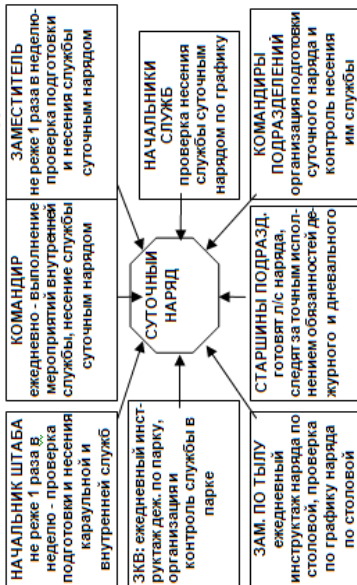 НАЧАЛЬНИК ШТАБА
не реже 1 раза в
неделю - проверка
подготовки и несения
караульной и
внутренней служб
КОМАНДИР
ежедневно - выполнение
мероприятий внутренней
службы, несение службы
суточным нарядом
ЗАМЕСТИТЕЛЬ
не реже 1 раза в неделю-
проверка подготовки
и несения службы
суточным нарядом
ЗКВ: ежедневный инст-
руктаж деж. по парку,
организация и
контроль службы в
парке
СУТОЧНЫЙ
НАРЯД
НАЧАЛЬНИКИ
СЛУЖБ
проверка несения
службы суточным
нарядом по графику
ЗАМ. ПО ТЫЛУ
ежедневный
инструктаж наряда по
столовой, проверка
по графику наряда
по столовой
СТАРШИНЫ ПОДРАЗД.
готовят л/с наряда,
следят за точным испол-
нением обязанностей де-
журного и дневального
КОМАНДИРЫ
ПОДРАЗДЕЛЕНИЙ
организация подготовки
суточного наряда и
контроль несения
им службы